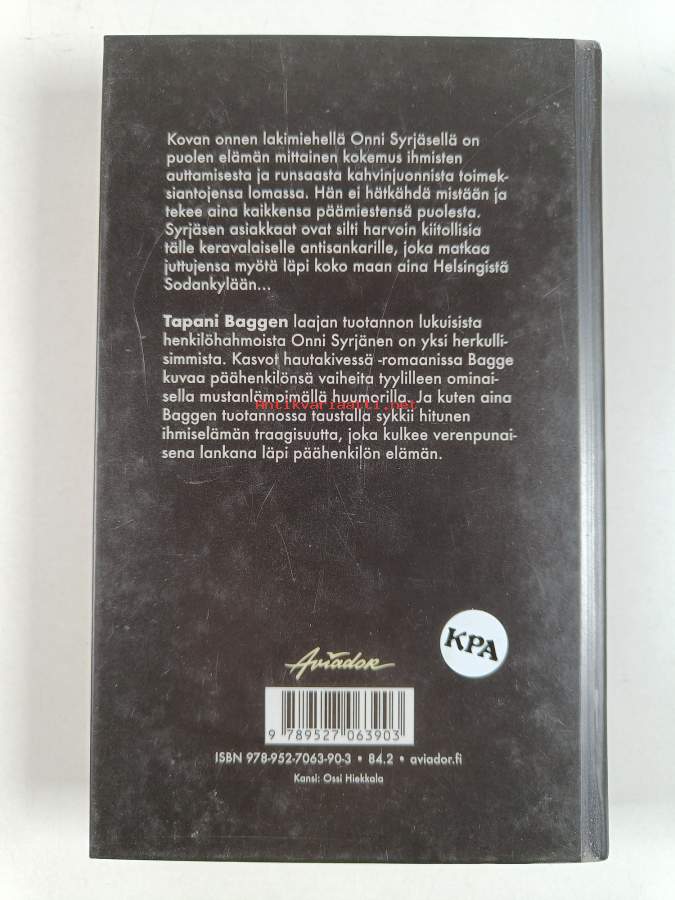 Kovan onnen lakimiehellä Onni Syrjäsellä on
puolen elämän mittainen kokemus ihmisten
auttamisesta ja runsaasta kahvinjuonnista toimek-
siantojensa lomassa. Hän ei hätkähdä mistään ja
tekee aina kaikkensa päämiestensä puolesta.
Syrjäsen asiakkaat ovat silti harvoin kiitollisia
tälle keravalaiselle antisankarille, joka matkaa
juttujensa myötä läpi koko maan aina Helsingistä
Sodankylään...
Tapani Baggen laajan tuotannon lukuisista
henkilöhahmoista Onni Syrjänen on yksi herkulli-
simmista. Kasvot hautakivessä -romaanissa Bagge
kuvaa päähenkilönsä vaiheita tyylilleen ominai-
sella mustanlämpimällä huumorilla. Ja kuten aina
Antikvariaatti.net
Baggen tuotannossa taustalla sykkii hitunen
ihmiselämän traagisuutta, joka kulkee verenpunai-
sena lankana läpi päähenkilön elämän.
KPA
Aviador
9 789527 063903
ISBN 978-952-7063-90-3 • 84.2 • aviador.fi
Kansi: Ossi Hiekkala